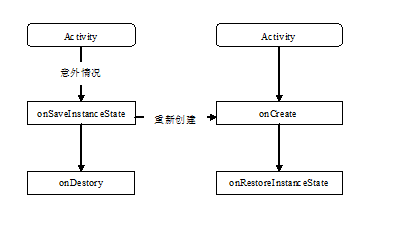 Activity
Activity
意外情况
onSaveInstanceState
重新创建
onCreate
onDestory
onRestoreInstanceState